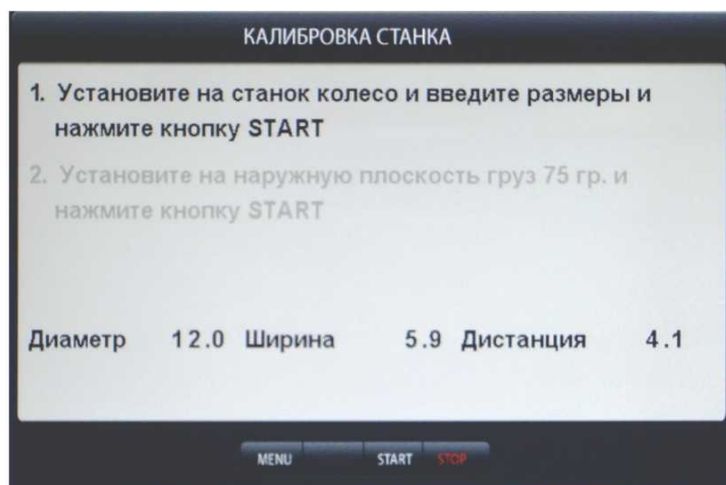 КАЛИБРОВКА СТАНКА
1. Установите на станок колесо и введите размеры и
нажмите кнопку START
2. Установите на наружную плоскость груз 75 гр. и
нажмите кнопку START
Диаметр 12.0 Ширина 5.9 Дистанция 4.1
MENU START STOP